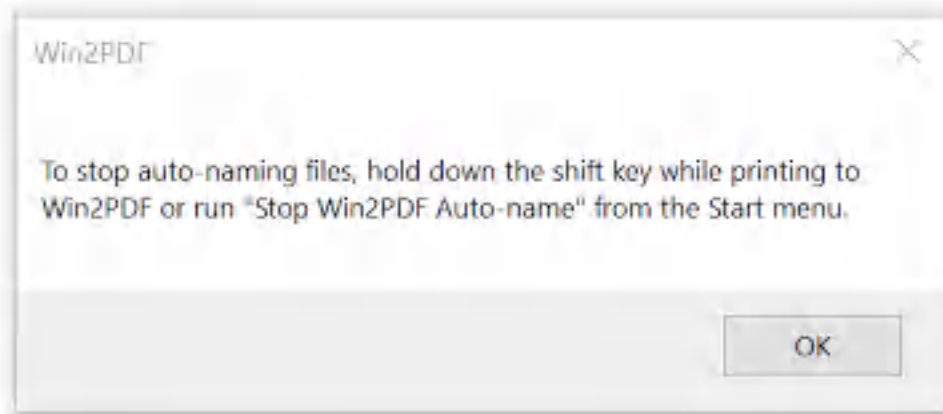 Win2PDF
To stop auto-naming files, hold down the shift key while printing to
Win2PDF or run "Stop Win2PDF Auto-name" from the Start menu.
OK